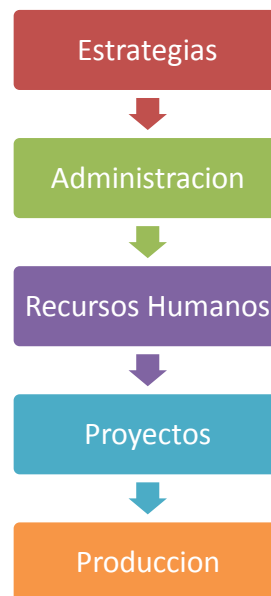 Estrategias
Administracion
Recursos Humanos
Proyectos
Produccion